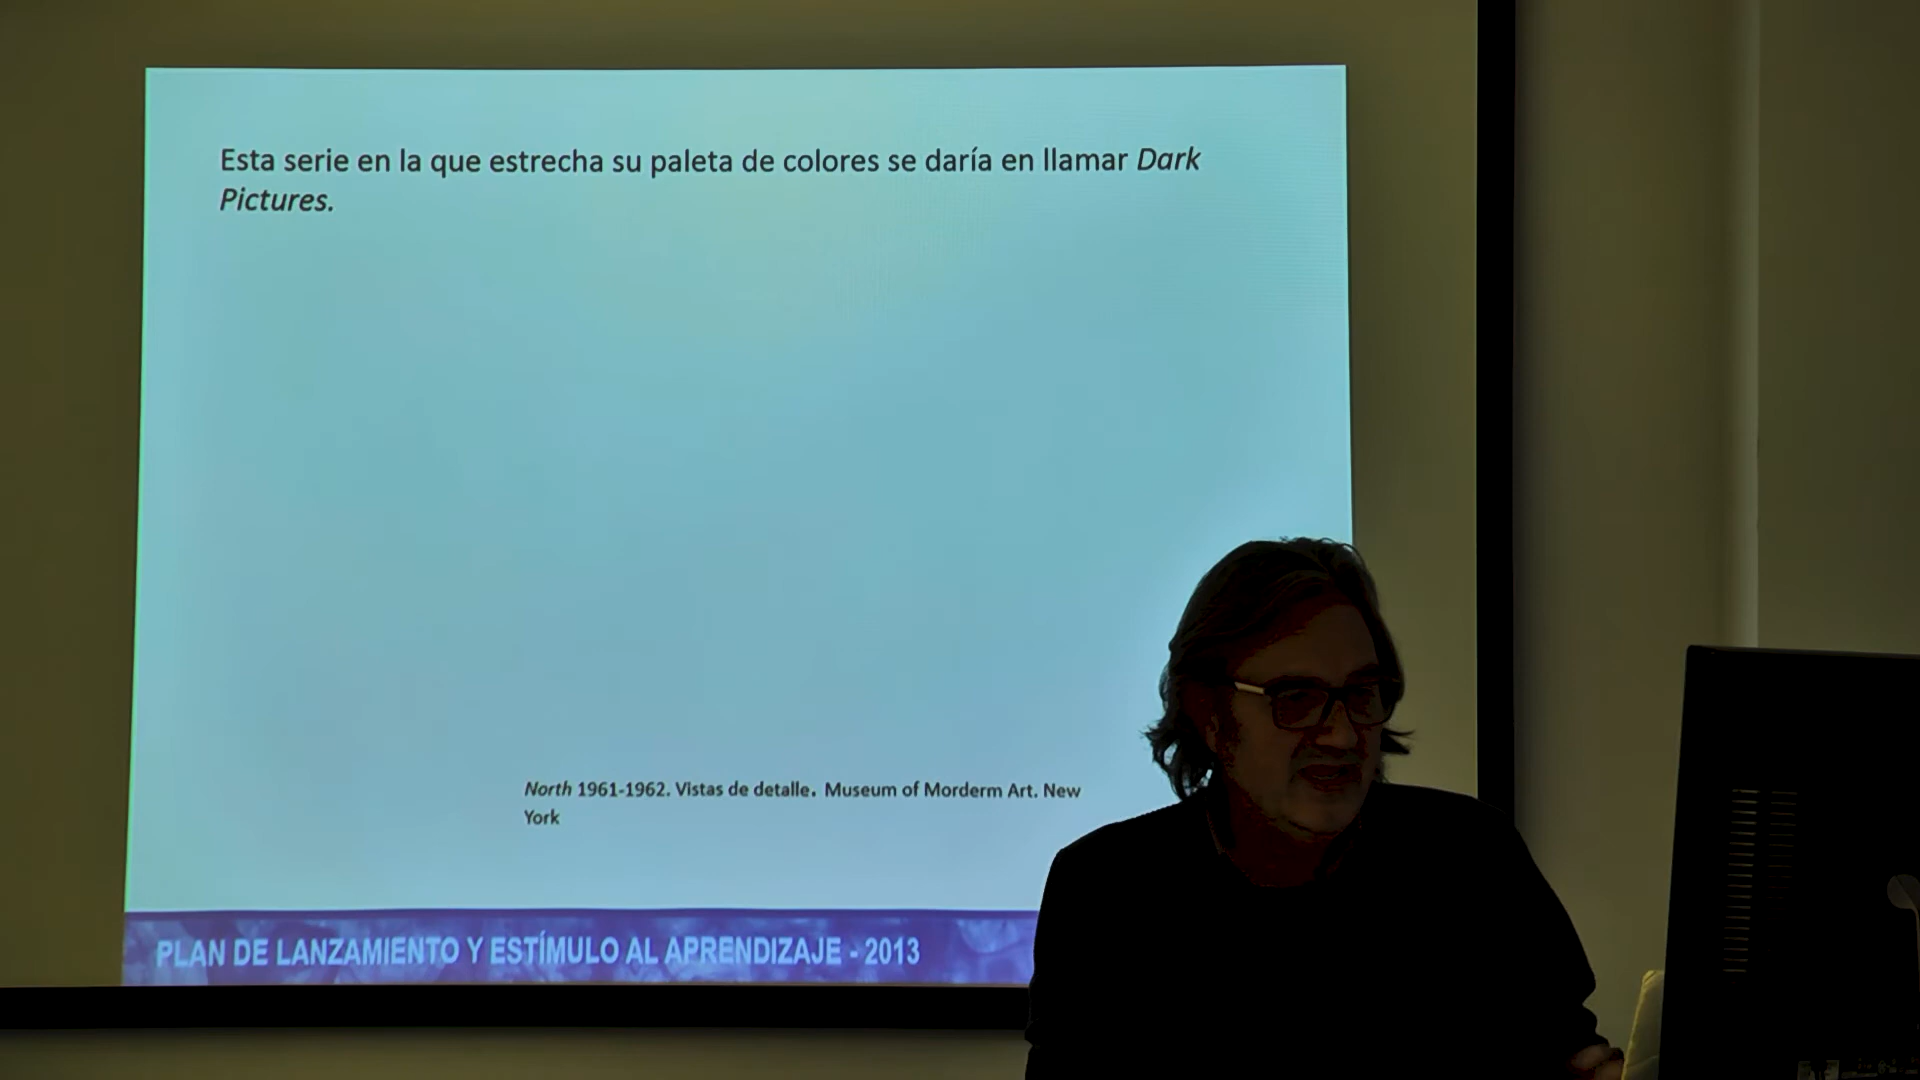 Esta serie en la que estrecha su paleta de colores se daría en llamar Dark
Pictures.
North 1961-1962. Vistas de detalle. Museum of Morderm Art. New
York
PLAN DE LANZAMIENTO Y ESTÍMULO AL APRENDIZAJE - 2013